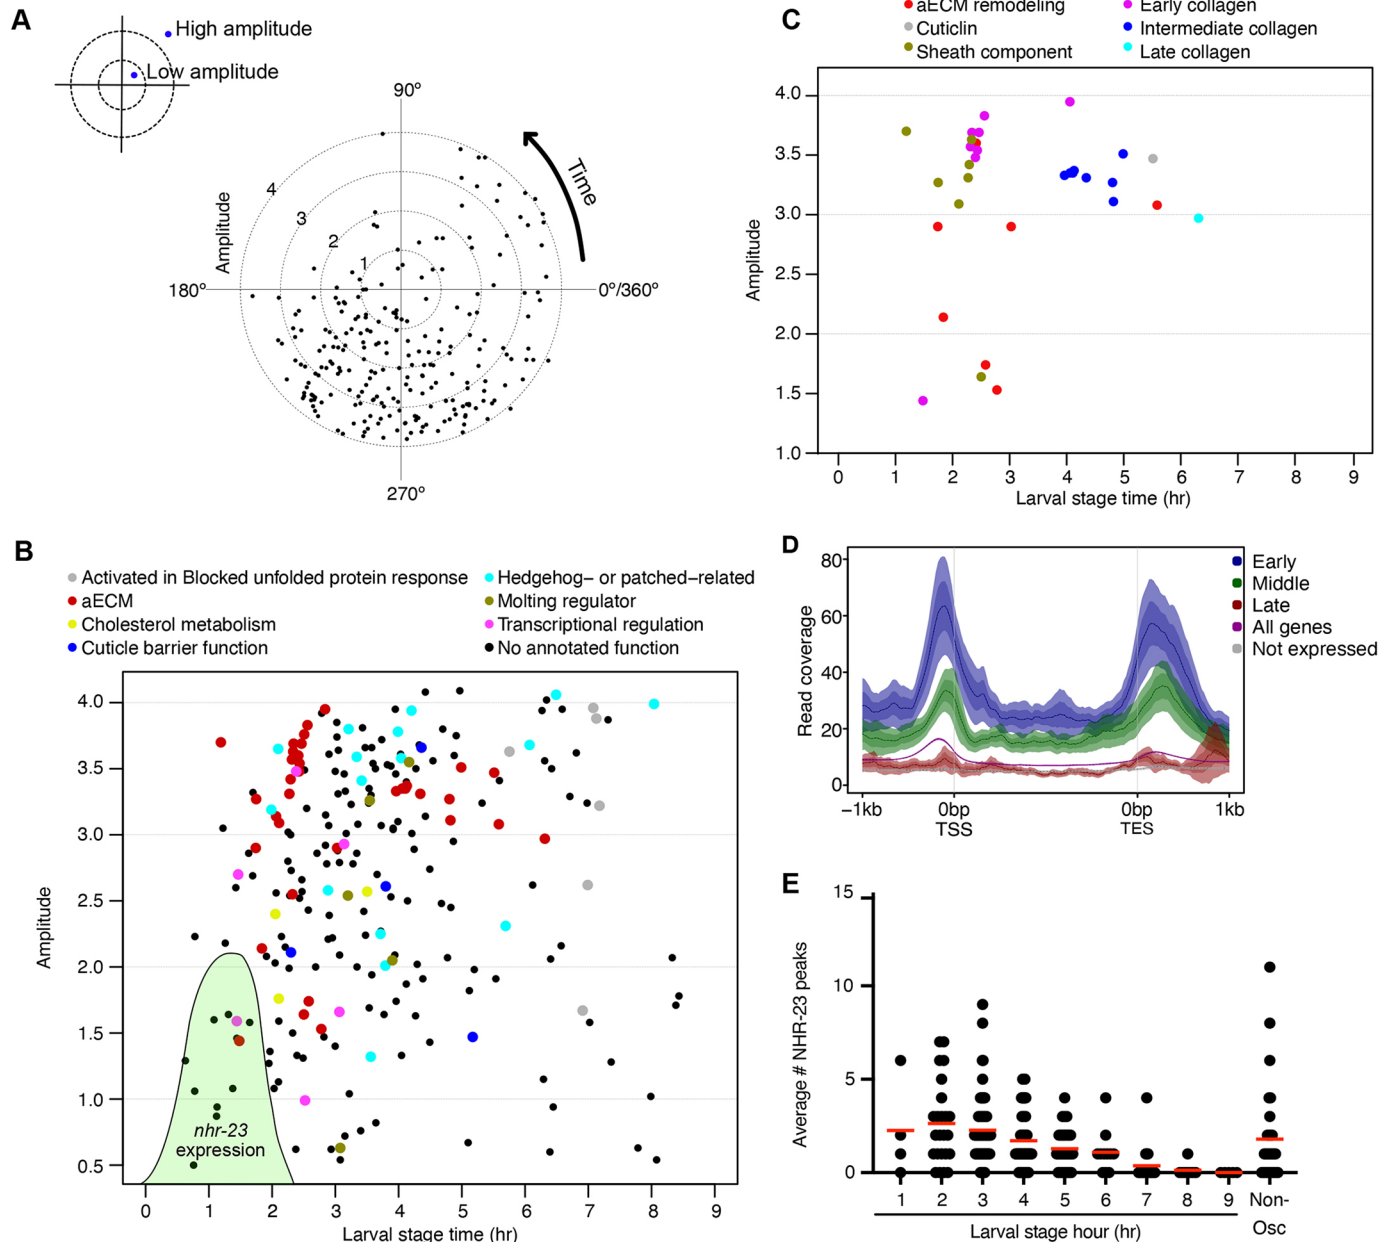 A
High amplitude
Low amplitude
90°
Time
4
3
2
1
Amplitude
180°
0°/360°
270°
B
Activated in Blocked unfolded protein response
aECM
Cholesterol metabolism
Cuticle barrier function
Hedgehog– or patched–related
Molting regulator
Transcriptional regulation
No annotated function
Amplitude
4.0
3.5
3.0
2.5
2.0
1.5
1.0
0.5
nhr-23
expression
0 1 2 3 4 5 6 7 8 9
Larval stage time (hr)
C
aECM remodeling
Cuticlin
Sheath component
Early collagen
Intermediate collagen
Late collagen
Amplitude
4.0
3.5
3.0
2.5
2.0
1.5
1.0
0 1 2 3 4 5 6 7 8 9
Larval stage time (hr)
D
Read coverage
80
60
40
20
0
−1kb 0bp 0bp 1kb
TSS TES
Early
Middle
Late
All genes
Not expressed
E
Average # NHR-23 peaks
15
10
5
0
1 2 3 4 5 6 7 8 9 Non-
Osc
Larval stage hour (hr)